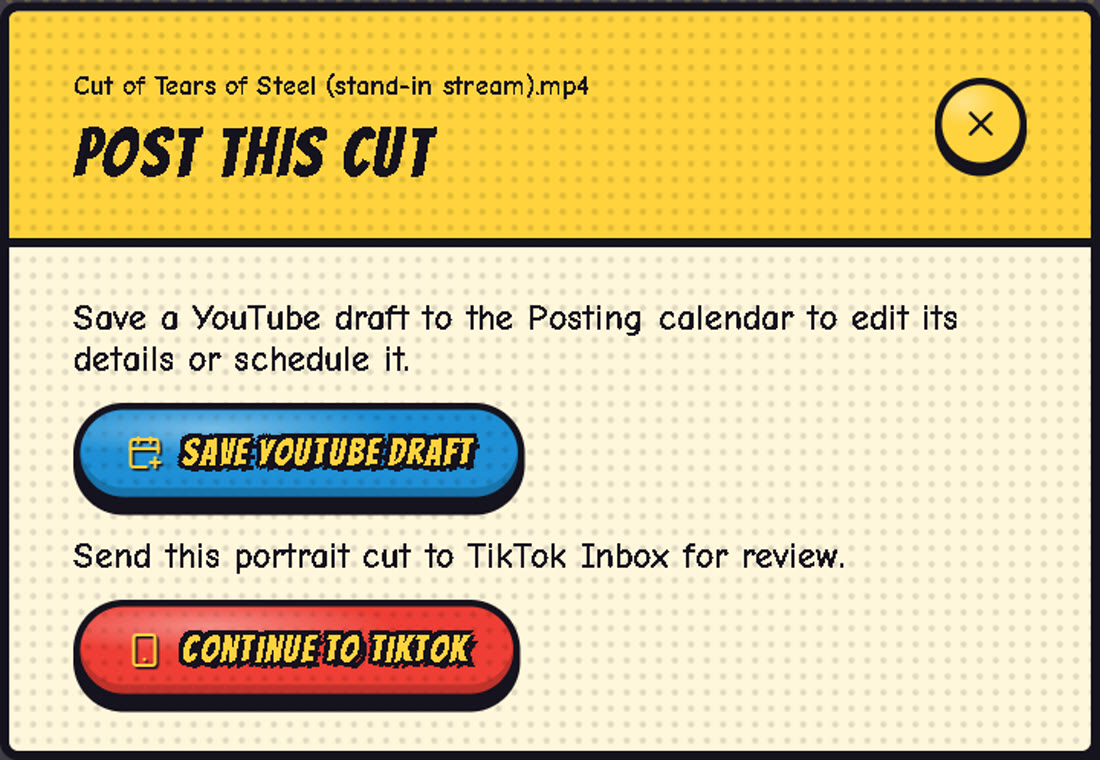 Cut of Tears of Steel (stand-in stream).mp4
POST THIS CUT
Save a YouTube draft to the Posting calendar to edit its
details or schedule it.
SAVE YOUTUBE DRAFT
Send this portrait cut to TikTok Inbox for review.
CONTINUE TO TIKTOK